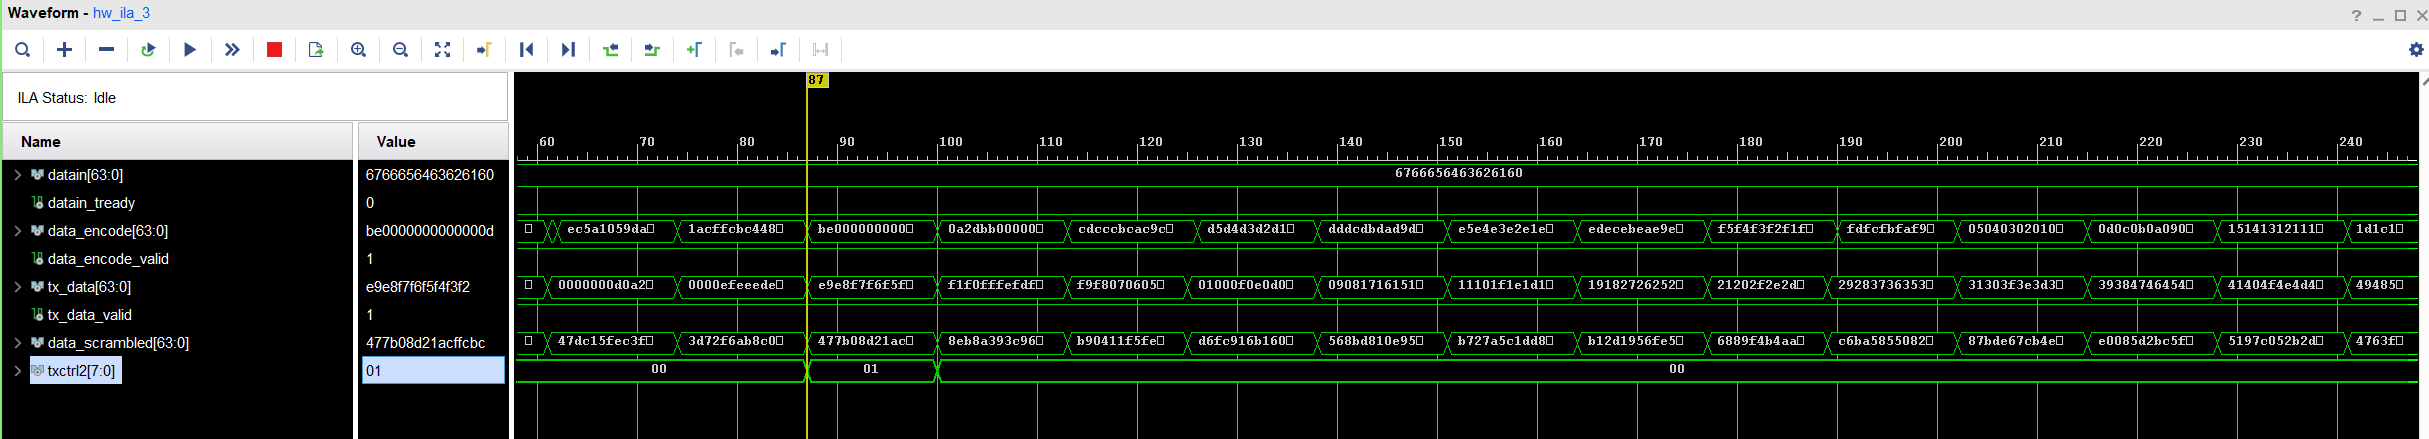 Waveform - hw_ila_3
ILA Status: Idle
Name Value
87
60 70 80 90 100 110 120 130 140 150 160 170 180 190 200 210 220 230 240
datain[63:0] 6766656463626160 6766656463626160
datain_tready 0
data_encode[63:0] be0000000000000d ec5a1059da 1acffcbc448 be000000000 0a2dbb00000 cdcccbcac9c d5d4d3d2d1 dddcdbdad9d e5e4e3e2e1e edecebeae9e f5f4f3f2f1f fdfcfbfaf9 05040302010 0d0c0b0a090 15141312111 1d1c1
data_encode_valid 1
tx_data[63:0] e9e8f7f6f5f4f3f2 0000000d0a2 0000efeeede e9e8f7f6f5f f1f0fffefdf f9f8070605 01000f0e0d0 09081716151 11101f1e1d1 19182726252 21202f2e2d 29283736353 31303f3e3d3 39384746454 41404f4e4d4 49485
tx_data_valid 1
data_scrambled[63:0] 477b08d21acffcbc 47dc15fec3f 3d72f6ab8c0 477b08d21ac 8eb8a393c96 b90411f5fe d6fc916b160 568bd810e95 b727a5c1dd8 b12d1956fe5 6889f4b4aa c6ba5855082 87bde67cb4e e0085d2bc5f 5197c052b2d 4763f
txctrl2[7:0] 01 00 01 00